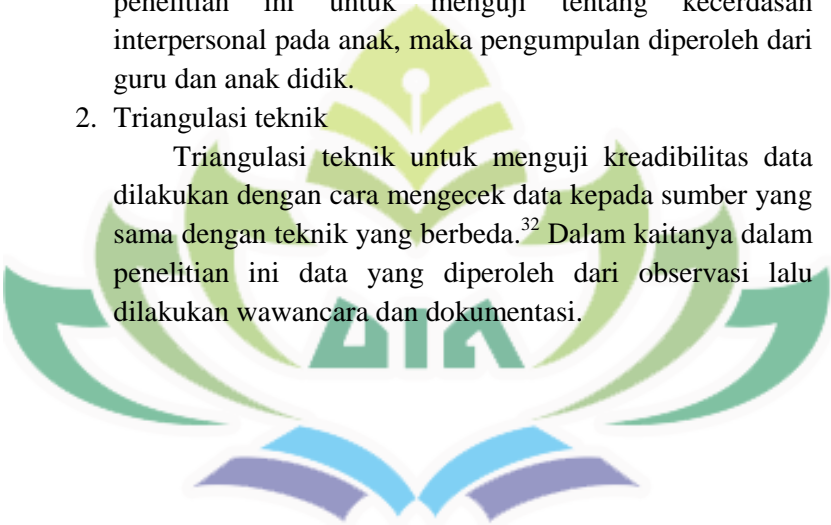 penelitian ini untuk menguji tentang kecerdasan
interpersonal pada anak, maka pengumpulan diperoleh dari
guru dan anak didik.
2. Triangulasi teknik
Triangulasi teknik untuk menguji kreadibilitas data
dilakukan dengan cara mengecek data kepada sumber yang
sama dengan teknik yang berbeda.³² Dalam kaitanya dalam
penelitian ini data yang diperoleh dari observasi lalu
dilakukan wawancara dan dokumentasi.